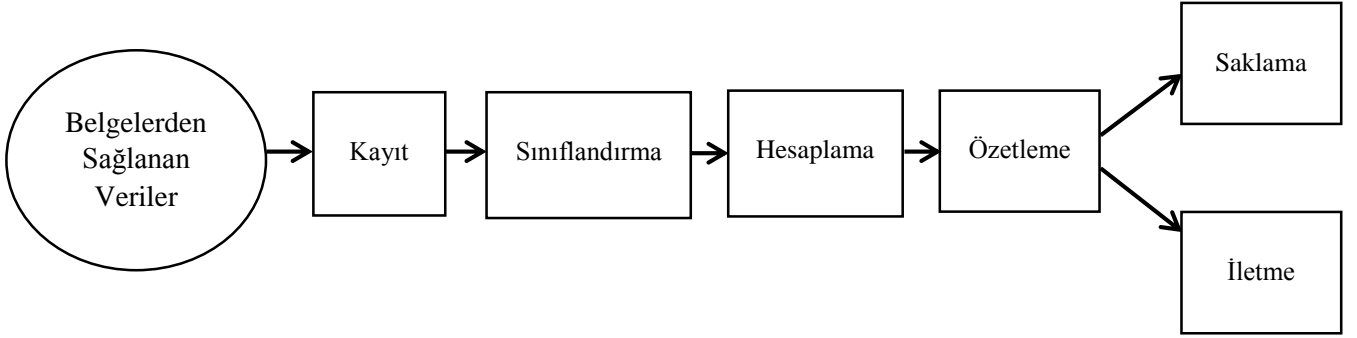 Belgelerden
Sağlanan
Veriler
Kayıt
Sınıflandırma
Hesaplama
Özetleme
Saklama
İletme